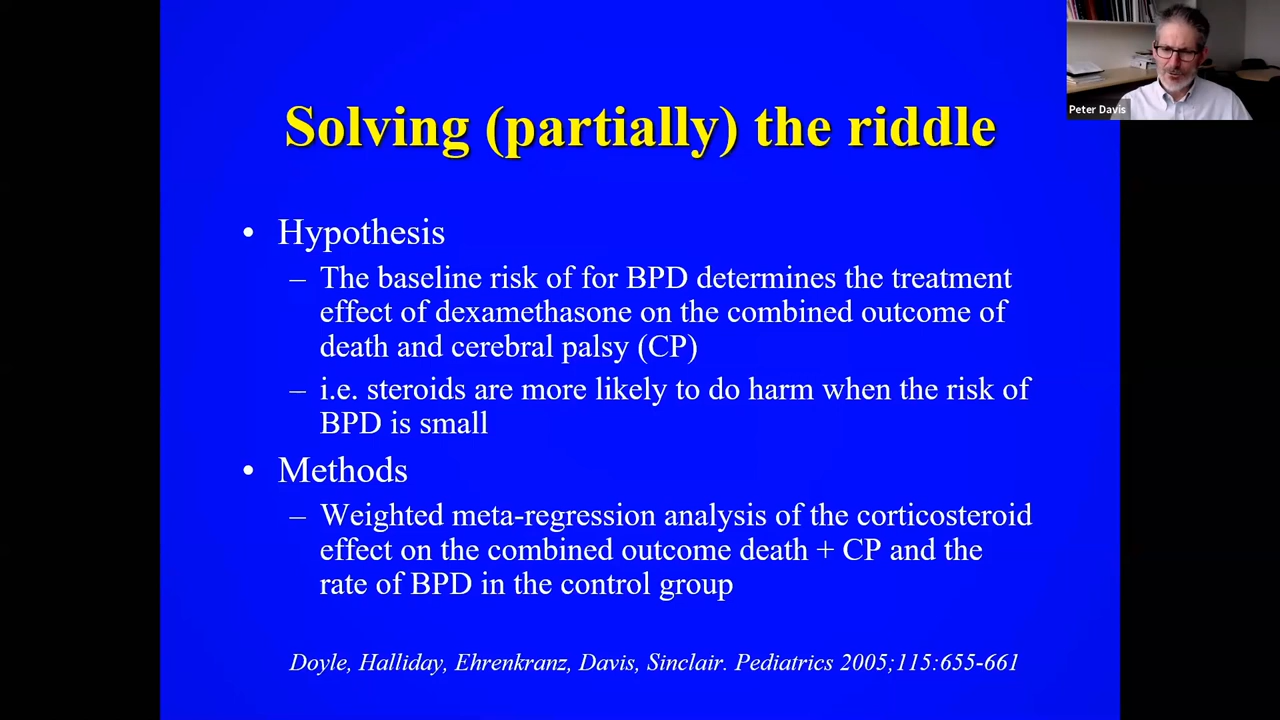 Solving (partially) the riddle
Peter Davis
• Hypothesis
– The baseline risk of for BPD determines the treatment
effect of dexamethasone on the combined outcome of
death and cerebral palsy (CP)
– i.e. steroids are more likely to do harm when the risk of
BPD is small
• Methods
– Weighted meta-regression analysis of the corticosteroid
effect on the combined outcome death + CP and the
rate of BPD in the control group
Doyle, Halliday, Ehrenkranz, Davis, Sinclair. Pediatrics 2005;115:655-661